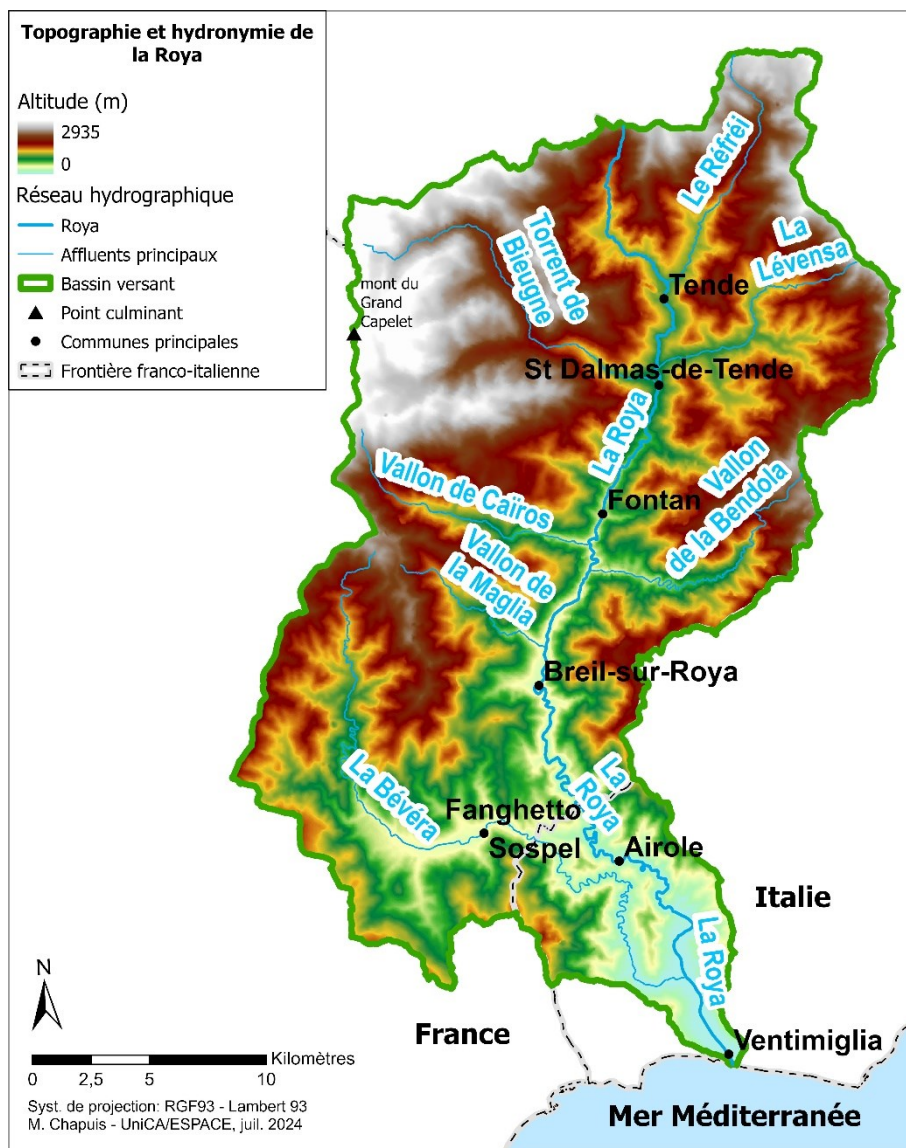 Topographie et hydronymie de
la Roya
Altitude (m)
2935
0
Réseau hydrographique
Roya
Affluents principaux
Bassin versant
Point culminant
Communes principales
Frontière franco-italienne
Le Réfréi
La
Lévensa
Torrent de
Bieugne
mont du
Grand
Capelet
Tende
St Dalmas-de-Tende
La Roya
Vallon de Caïros
Fontan
Vallon
de la Bendola
Vallon de
la Maglia
Breil-sur-Roya
La
Roya
La Bévéra
Fanghetto
Sospel
Airole
Italie
La Roya
N
France
Ventimiglia
Kilomètres
0 2,5 5 10
Mer Méditerranée
Syst. de projection: RGF93 - Lambert 93
M. Chapuis - UniCA/ESPACE, juil. 2024